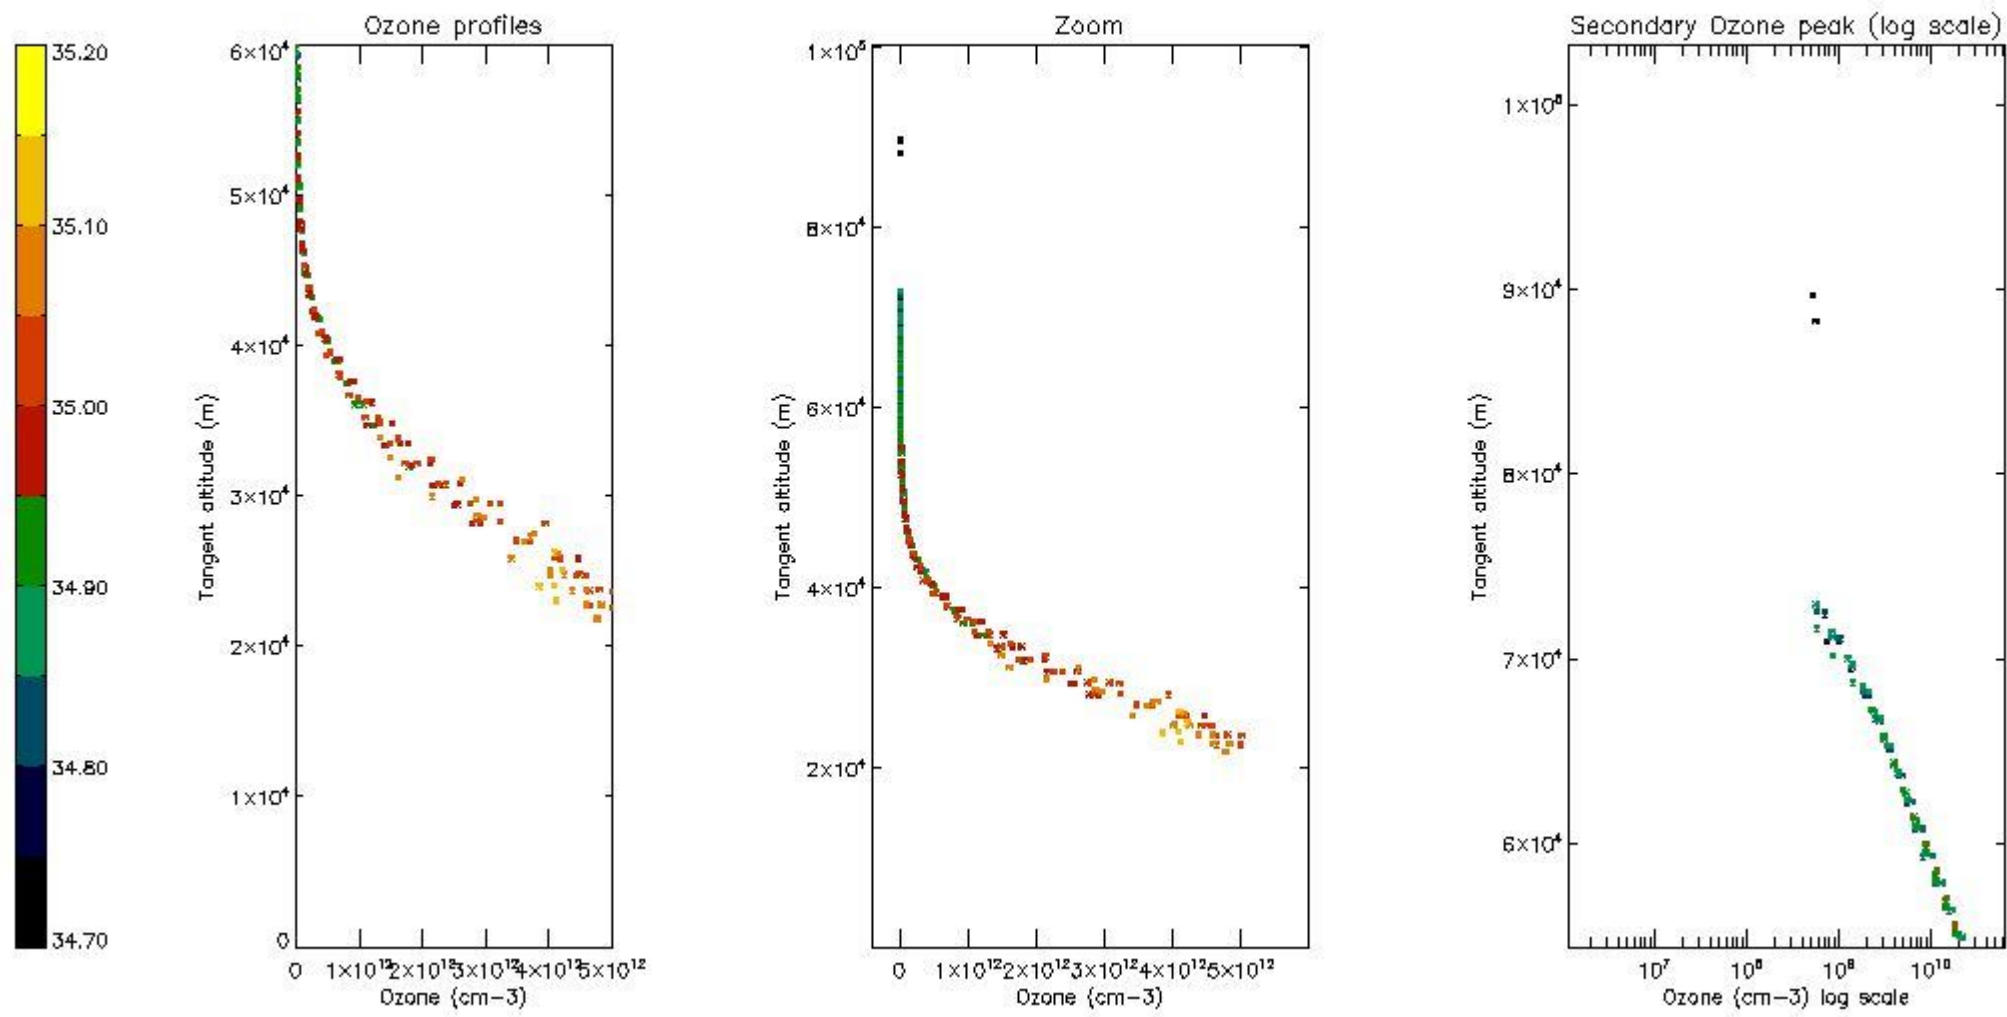 Ozone profiles
Zoom
Secondary Ozone peak (log scale)
35.20
35.10
35.00
34.90
34.80
34.70
6×10⁴
5×10⁴
4×10⁴
3×10⁴
2×10⁴
1×10⁴
0
Tangent altitude (m)
0 1×10¹² 2×10¹² 3×10¹² 4×10¹² 5×10¹²
Ozone (cm−3)
1×10⁵
8×10⁴
6×10⁴
4×10⁴
2×10⁴
Tangent altitude (m)
0 1×10¹² 2×10¹² 3×10¹² 4×10¹² 5×10¹²
Ozone (cm−3)
9×10⁴
8×10⁴
7×10⁴
6×10⁴
Tangent altitude (m)
10⁷ 10¹⁰
Ozone (cm−3) log scale